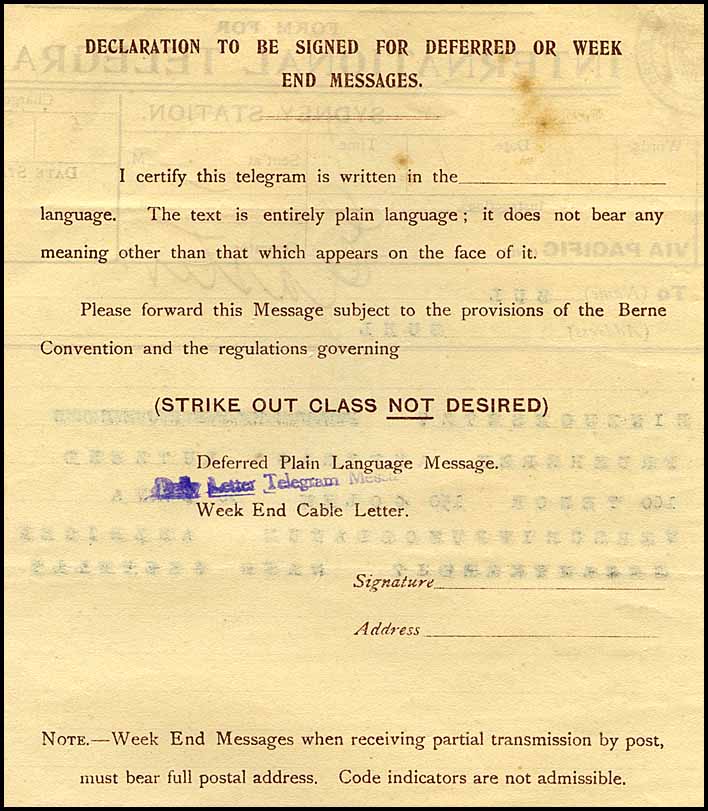 DECLARATION TO BE SIGNED FOR DEFERRED OR WEEK
END MESSAGES.
I certify this telegram is written in the
language. The text is entirely plain language; it does not bear any
meaning other than that which appears on the face of it.
Please forward this Message subject to the provisions of the Berne
Convention and the regulations governing
(STRIKE OUT CLASS NOT DESIRED)
Deferred Plain Language Message.
Daily Letter Telegram
Week End Cable Letter.
Signature
Address
NOTE.—Week End Messages when receiving partial transmission by post,
must bear full postal address. Code indicators are not admissible.